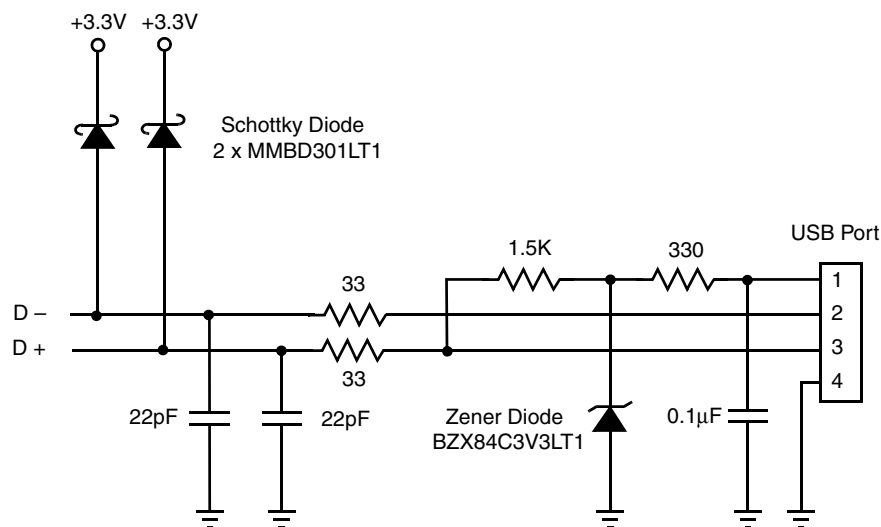 +3.3V +3.3V
Schottky Diode
2 x MMBD301LT1
USB Port
1.5K
330
1
33
D –
2
D +
3
33
4
22pF
22pF
Zener Diode
BZX84C3V3LT1
0.1µF